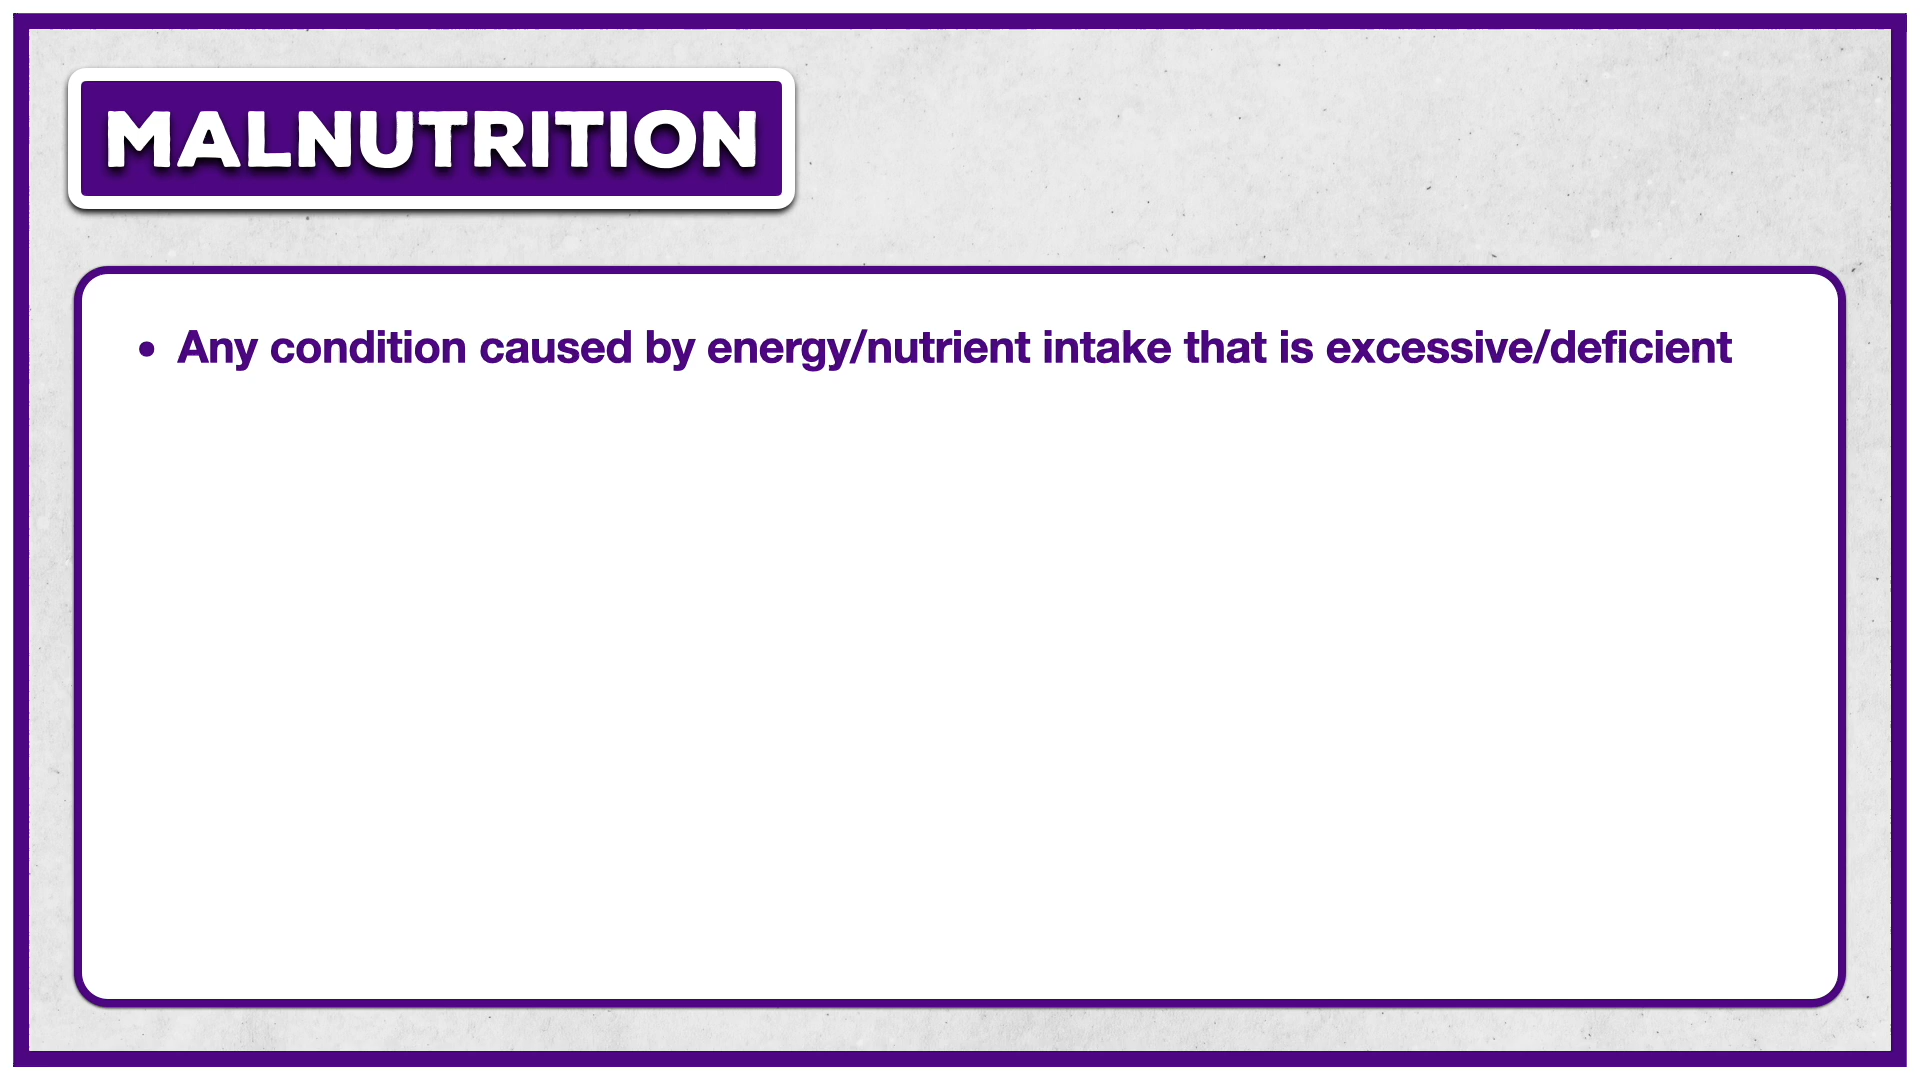 MALNUTRITION
• Any condition caused by energy/nutrient intake that is excessive/deficient